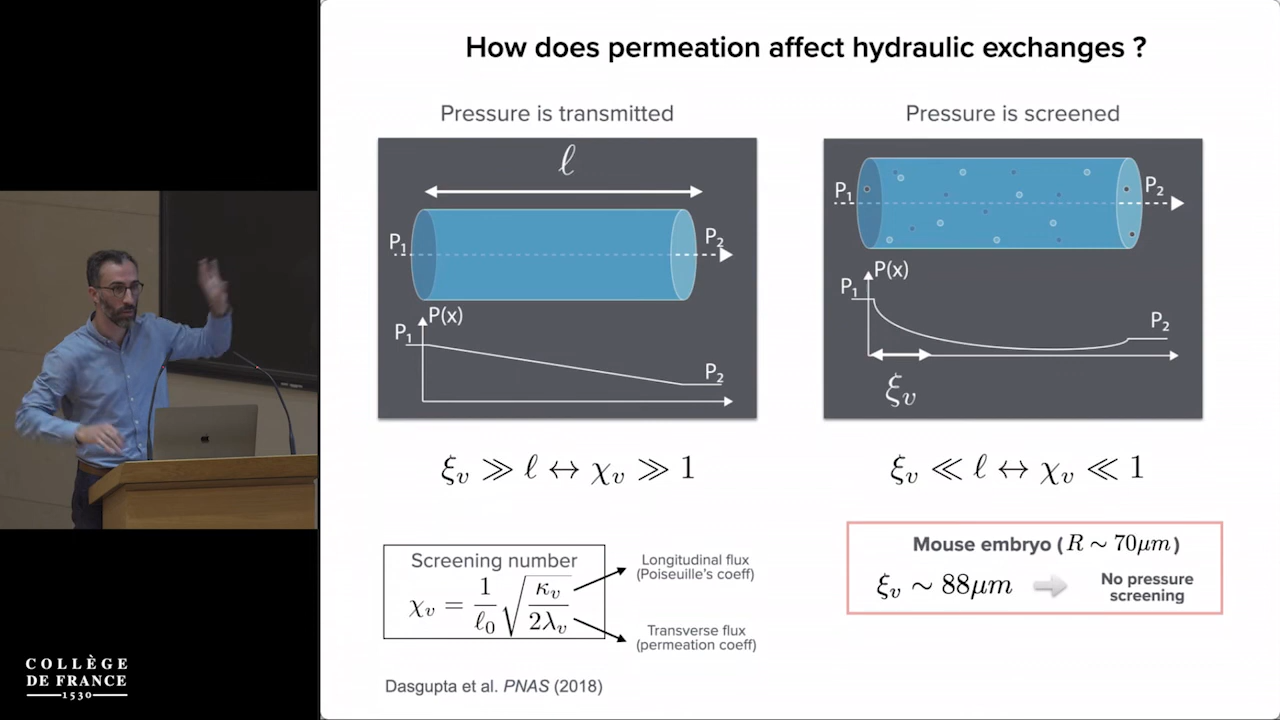 How does permeation affect hydraulic exchanges ?
Pressure is transmitted
ℓ
P₁
P₂
P(x)
P₁
P₂
ξᵥ ≫ ℓ ↔ χᵥ ≫ 1
Pressure is screened
P₁
P₂
P(x)
P₁
P₂
ξᵥ
ξᵥ ≪ ℓ ↔ χᵥ ≪ 1
Screening number
χᵥ = 1/ℓ₀ √(κᵥ/2λᵥ)
Longitudinal flux
(Poiseuille's coeff)
Transverse flux
(permeation coeff)
Mouse embryo ( R ∼ 70μm )
ξᵥ ∼ 88μm
No pressure
screening
Dasgupta et al. PNAS (2018)
COLLÈGE
DE FRANCE
1530